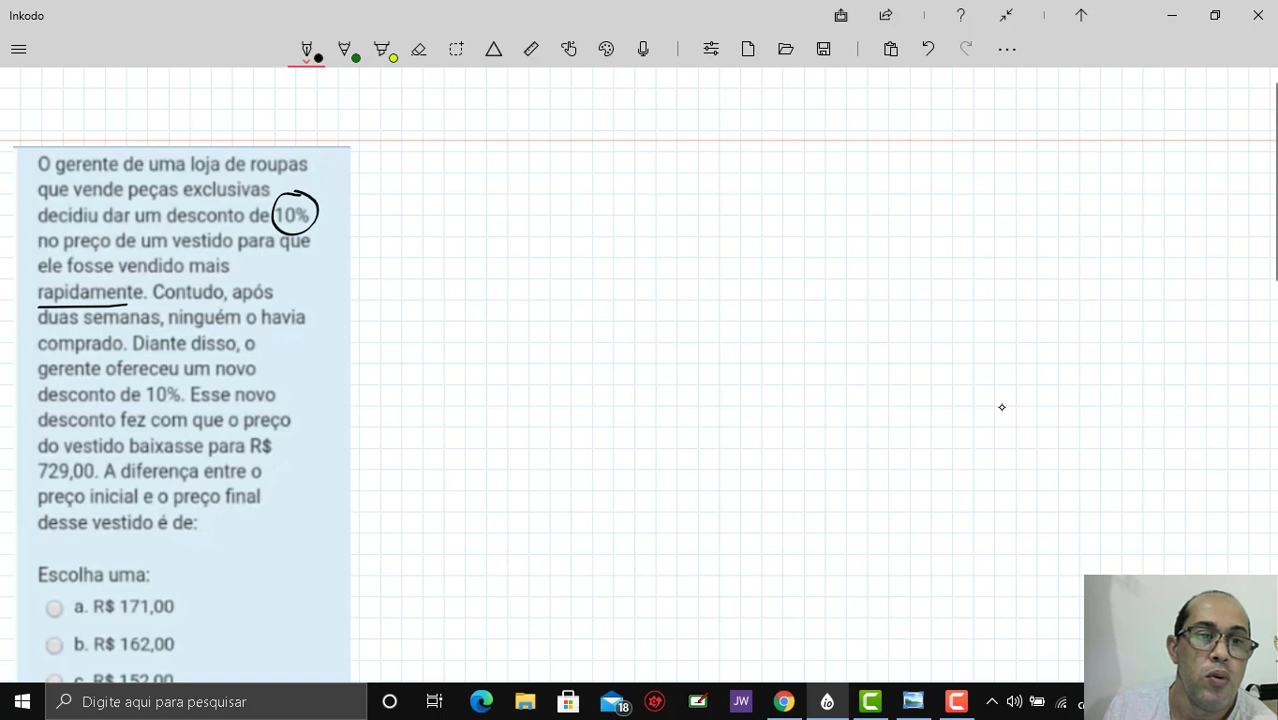 Inkodo
O gerente de uma loja de roupas
que vende peças exclusivas
decidiu dar um desconto de 10%
no preço de um vestido para que
ele fosse vendido mais
rapidamente. Contudo, após
duas semanas, ninguém o havia
comprado. Diante disso, o
gerente ofereceu um novo
desconto de 10%. Esse novo
desconto fez com que o preço
do vestido baixasse para R$
729,00. A diferença entre o
preço inicial e o preço final
desse vestido é de:
Escolha uma:
a. R$ 171,00
b. R$ 162,00
c. R$ 152,00
Digite aqui para pesquisar
JW
18